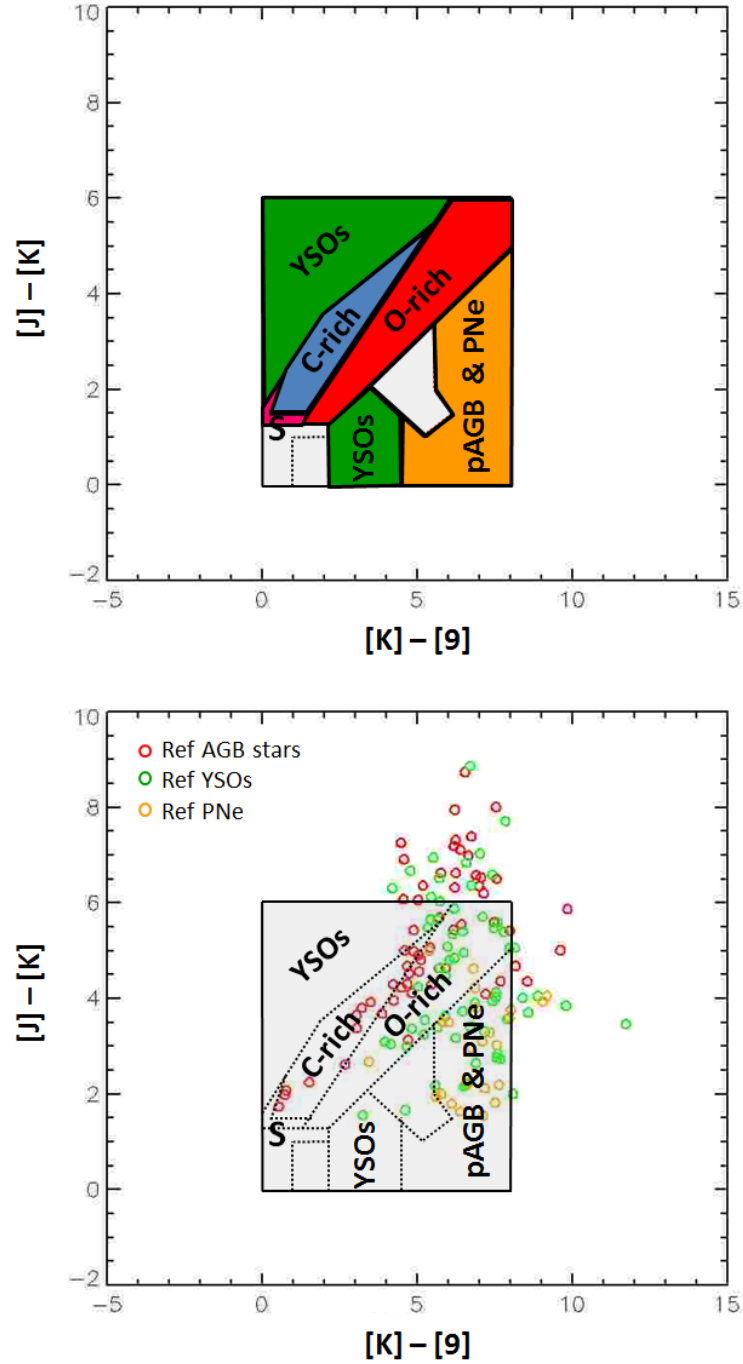 10
8
6
4
2
0
−2
−5
0
5
10
15
[J] – [K]
[K] – [9]
YSOs
C-rich
O-rich
S
YSOs
pAGB & PNe
10
8
6
4
2
0
−2
−5
0
5
10
15
[J] – [K]
[K] – [9]
Ref AGB stars
Ref YSOs
Ref PNe
YSOs
C-rich
O-rich
S
YSOs
pAGB & PNe